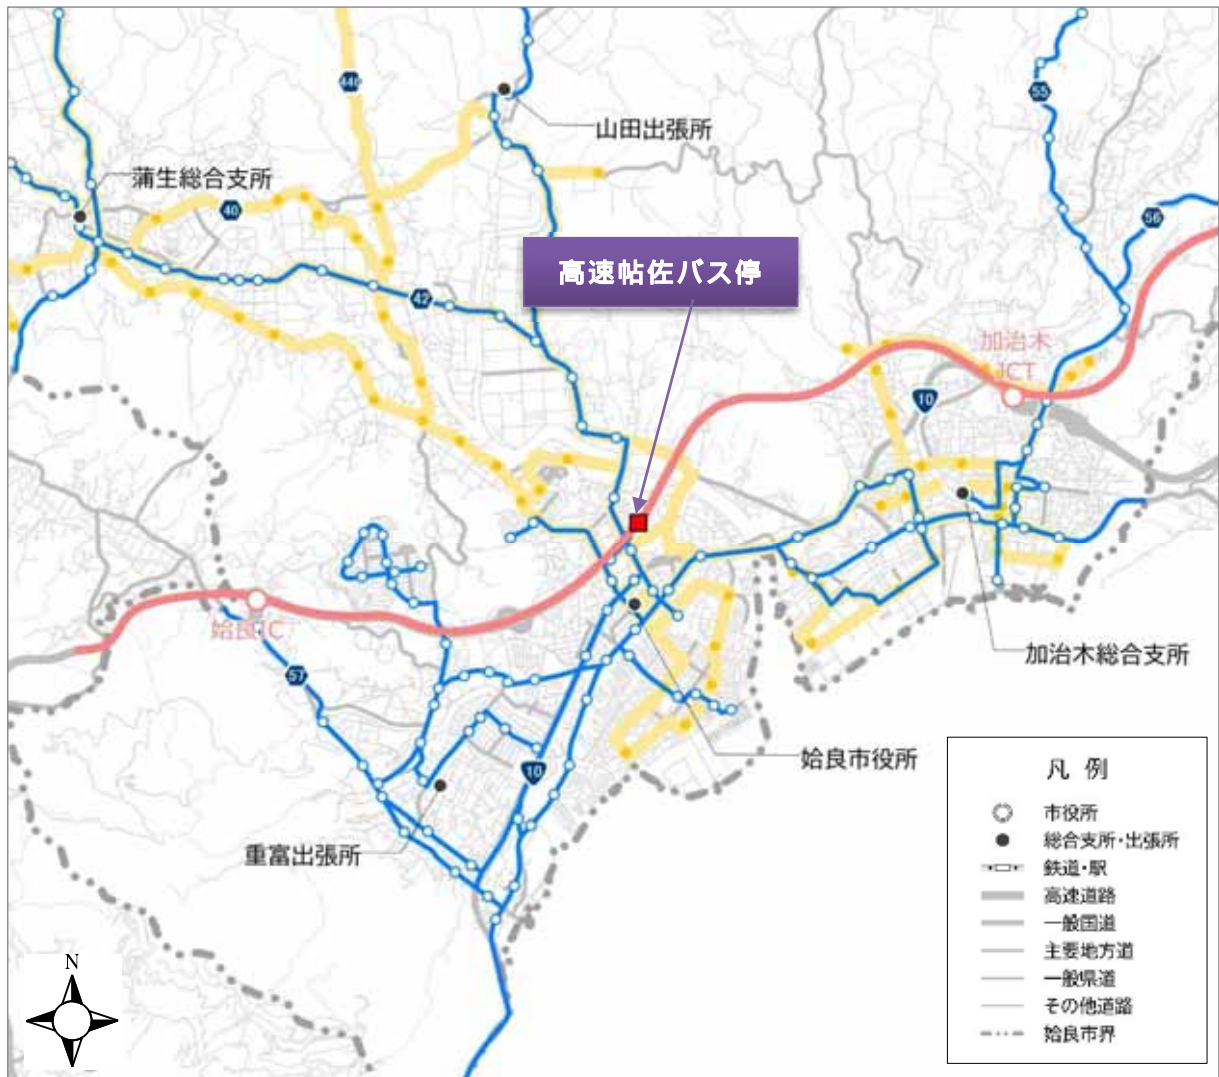 446
55
山田出張所
蒲生総合支所
40
56
高速帖佐バス停
42
加治木
JCT
10
始良IC
加治木総合支所
57
始良市役所
10
重富出張所
凡 例
市役所
総合支所・出張所
鉄道・駅
高速道路
一般国道
主要地方道
一般県道
その他道路
姶良市界
N